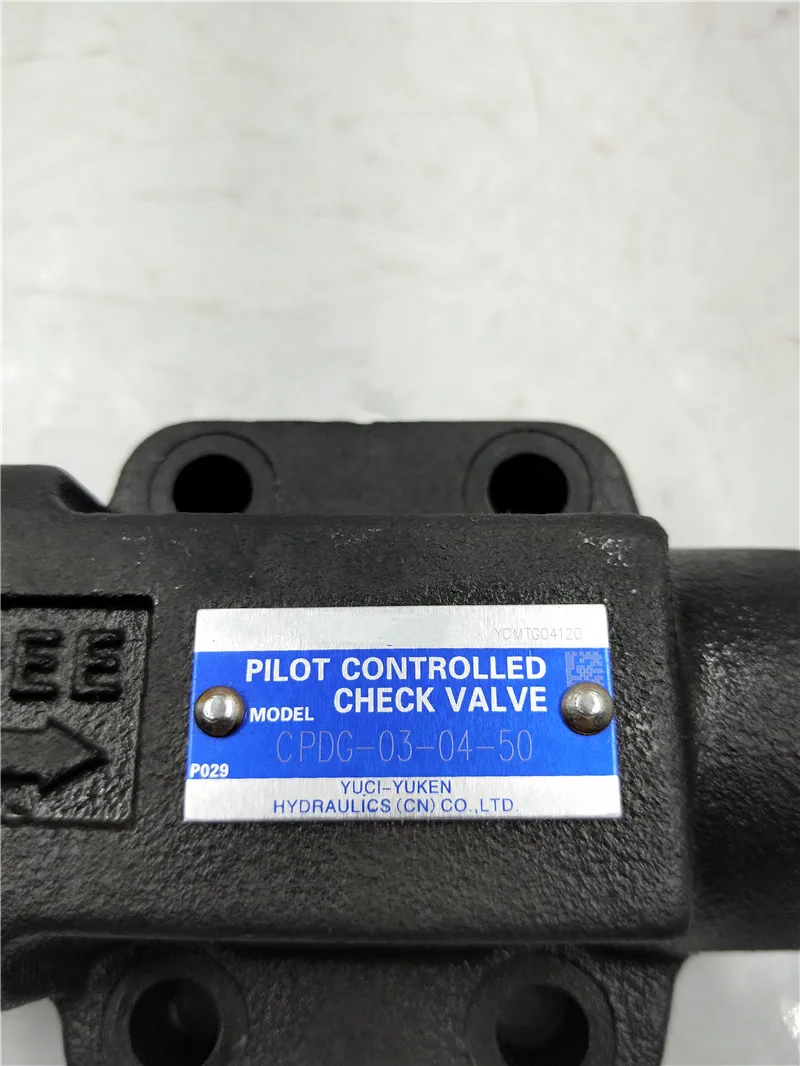 YCMTG04120
PILOT CONTROLLED
CHECK VALVE
MODEL
CPDG-03-04-50
P029
YUCI-YUKEN
HYDRAULICS (CN) CO.,LTD.